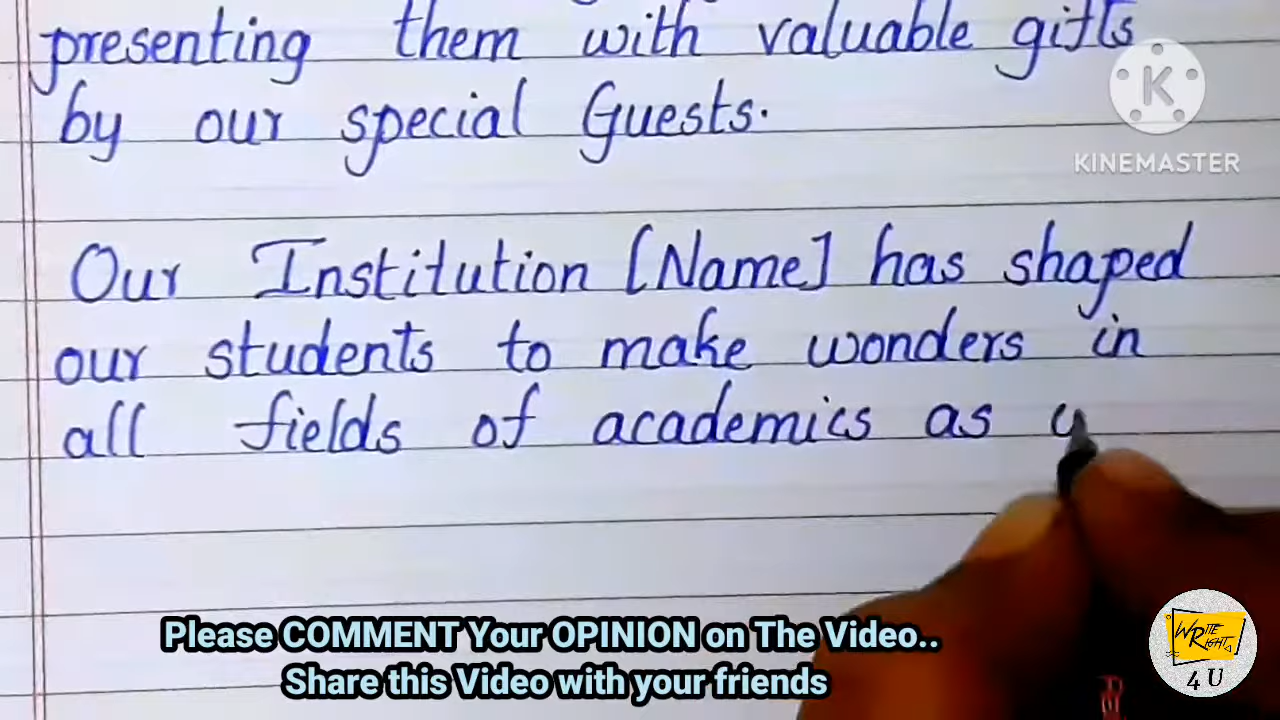 presenting them with valuable gifts
by our special Guests.
K
KINEMASTER
Our Institution [Name] has shaped
our students to make wonders in
all fields of academics as
Please COMMENT Your OPINION on The Video..
Share this Video with your friends
WRITE
RIGHT
4 U